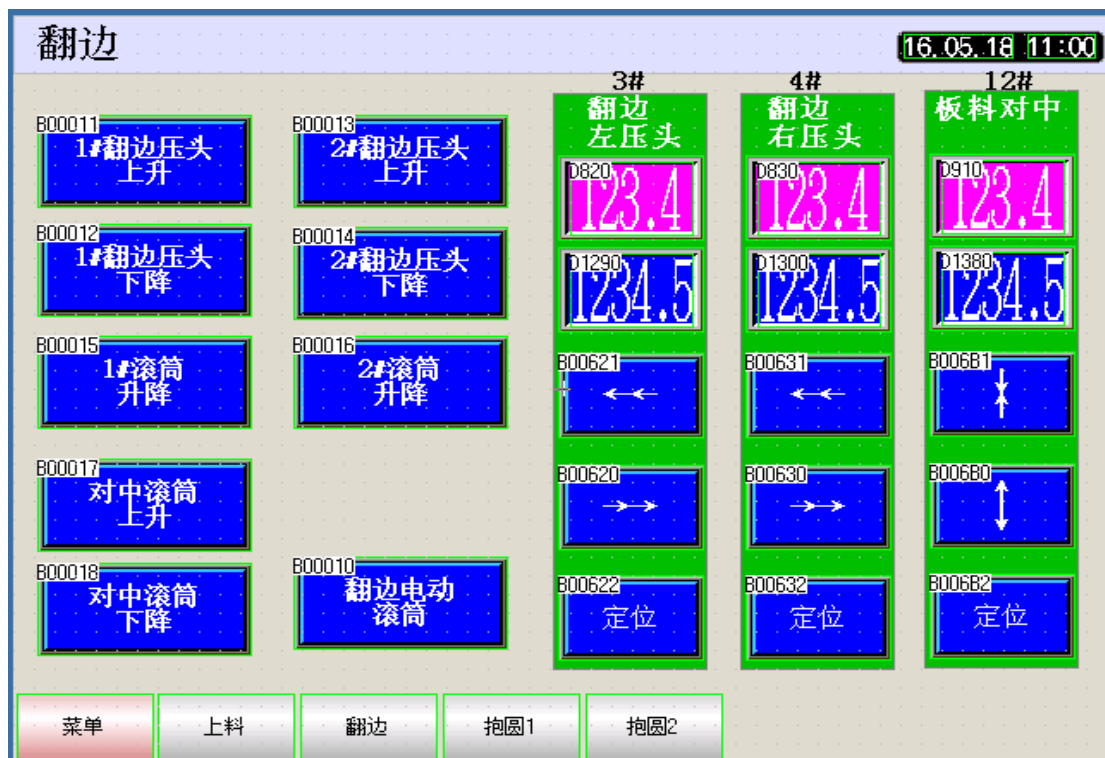 翻边
16.05.18 11:00
B00011
1#翻边压头
上升
B00013
2#翻边压头
上升
B00012
1#翻边压头
下降
B00014
2#翻边压头
下降
B00015
1#滚筒
升降
B00016
2#滚筒
升降
B00017
对中滚筒
上升
B00018
对中滚筒
下降
B00010
翻边电动
滚筒
3#
翻边
左压头
D820
123.4
D1290
1234.5
B00621
B00620
B00622
定位
4#
翻边
右压头
D830
123.4
D1300
1234.5
B00631
B00630
B00632
定位
12#
板料对中
D910
123.4
D1380
1234.5
B006B1
B006B0
B006B2
定位
菜单
上料
翻边
抱圆1
抱圆2